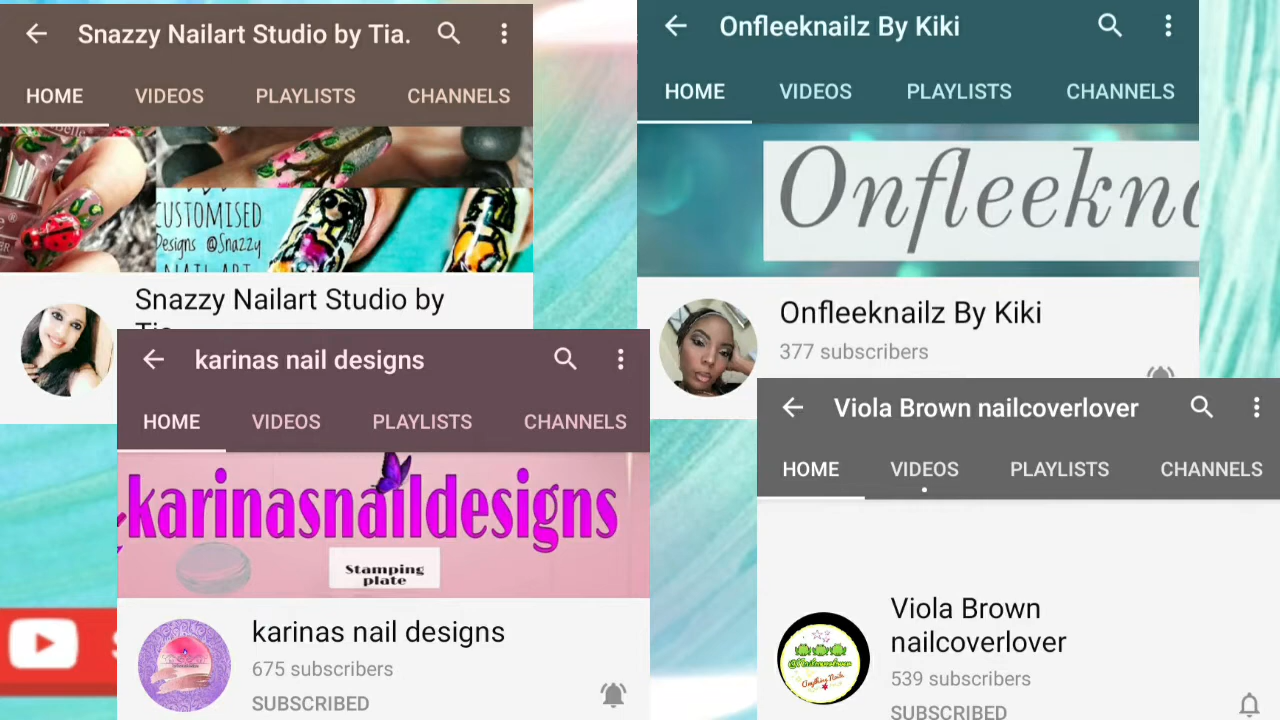 Snazzy Nailart Studio by Tia.
HOME VIDEOS PLAYLISTS CHANNELS
CUSTOMISED
Designs @Snazzy
NAIL ART
Snazzy Nailart Studio by
Onfleeknailz By Kiki
HOME VIDEOS PLAYLISTS CHANNELS
Onfleekna
Onfleeknailz By Kiki
377 subscribers
karinas nail designs
HOME VIDEOS PLAYLISTS CHANNELS
karinasnaildesigns
Stamping
plate
karinas nail designs
675 subscribers
SUBSCRIBED
Viola Brown nailcoverlover
HOME VIDEOS PLAYLISTS CHANNELS
Viola Brown
nailcoverlover
539 subscribers
SUBSCRIBED